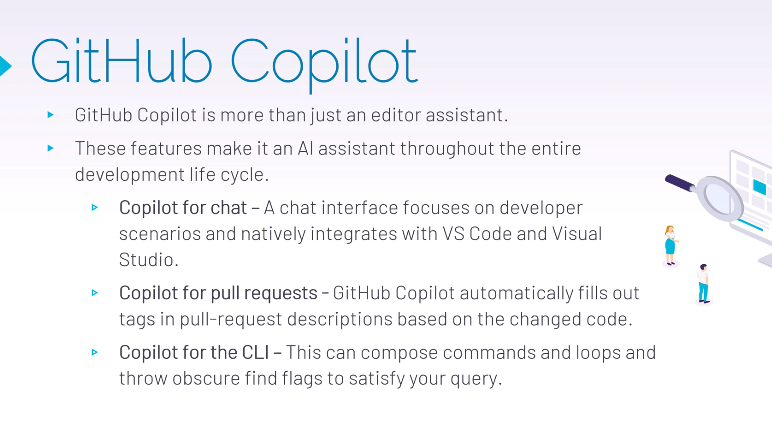 GitHub Copilot
GitHub Copilot is more than just an editor assistant.
These features make it an AI assistant throughout the entire
development life cycle.
Copilot for chat – A chat interface focuses on developer
scenarios and natively integrates with VS Code and Visual
Studio.
Copilot for pull requests - GitHub Copilot automatically fills out
tags in pull-request descriptions based on the changed code.
Copilot for the CLI – This can compose commands and loops and
throw obscure find flags to satisfy your query.